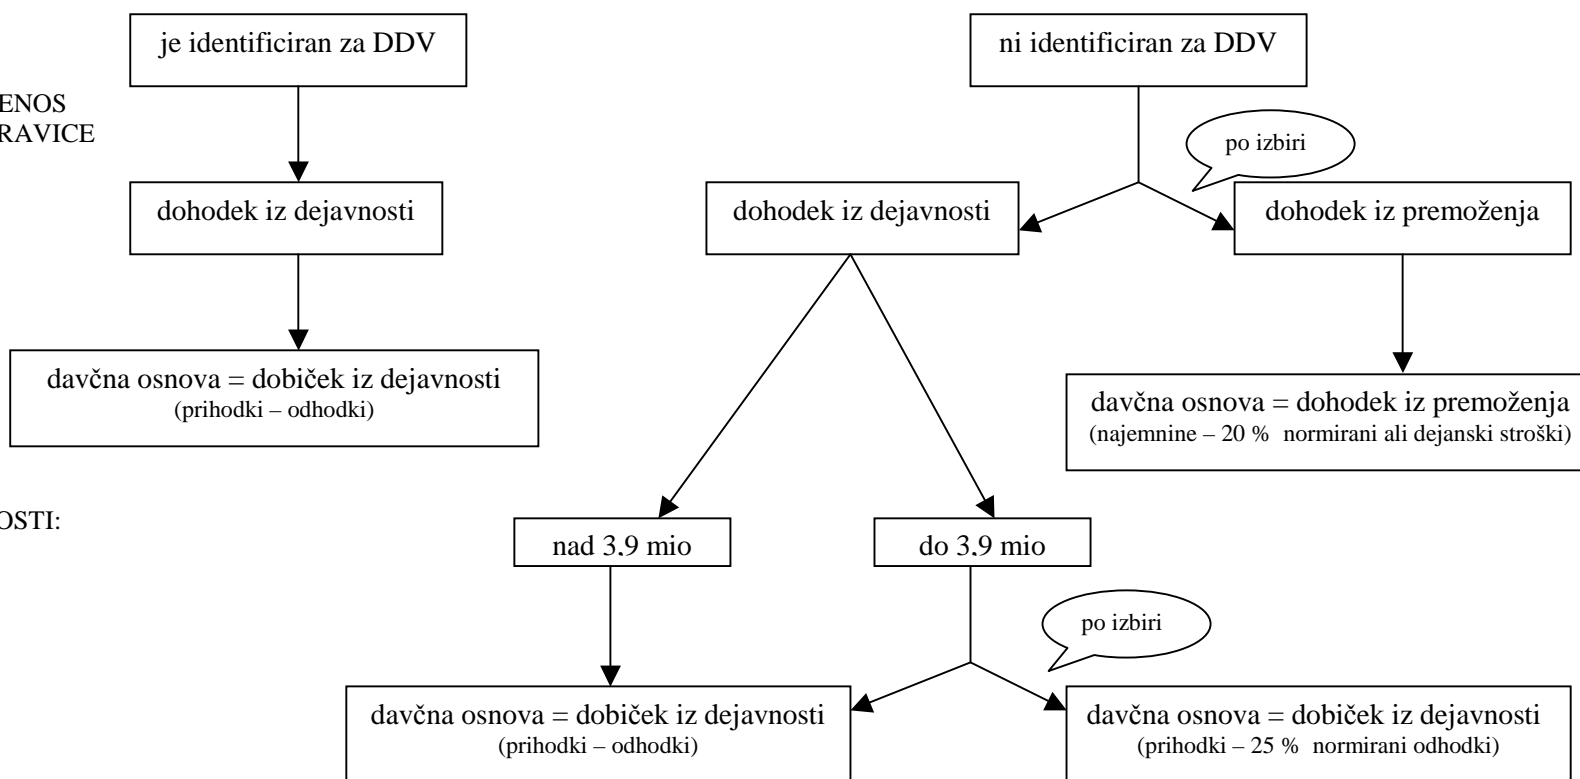 je identificiran za DDV
ni identificiran za DDV
ENOS
RAVICE
po izbiri
dohodek iz dejavnosti
dohodek iz dejavnosti
dohodek iz premoženja
davčna osnova = dobiček iz dejavnosti
(prihodki – odhodki)
davčna osnova = dohodek iz premoženja
(najemnine – 20 % normirani ali dejanski stroški)
OSTI:
nad 3,9 mio
do 3,9 mio
po izbiri
davčna osnova = dobiček iz dejavnosti
(prihodki – odhodki)
davčna osnova = dobiček iz dejavnosti
(prihodki – 25 % normirani odhodki)